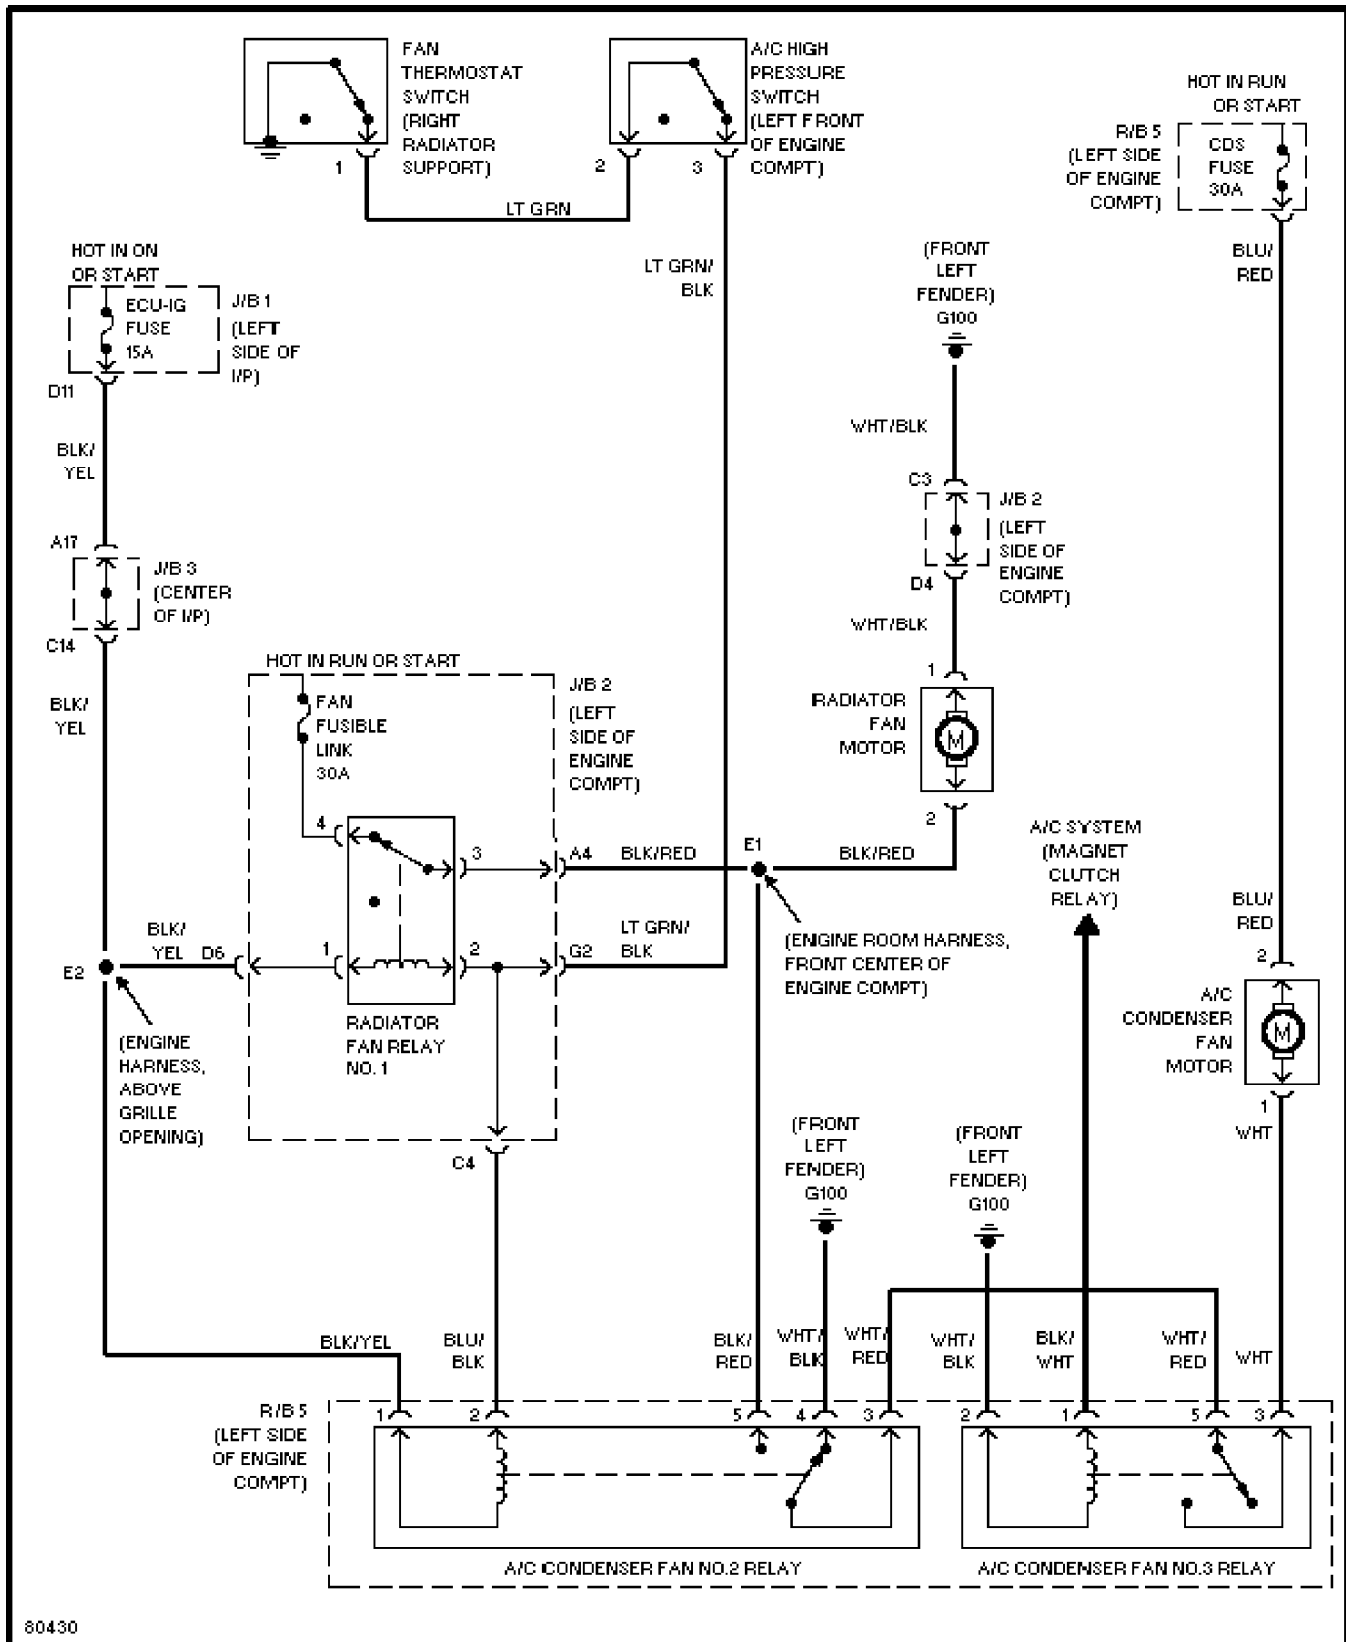 FAN
THERMOSTAT
SWITCH
(RIGHT
RADIATOR
SUPPORT)
1
A/C HIGH
PRESSURE
SWITCH
(LEFT FRONT
OF ENGINE
COMPT)
2
3
LT GRN
LT GRN/
BLK
HOT IN RUN
OR START
R/B 5
(LEFT SIDE
OF ENGINE
COMPT)
CDS
FUSE
30A
BLU/
RED
HOT IN ON
OR START
ECU-IG
FUSE
15A
J/B 1
(LEFT
SIDE OF
I/P)
D11
BLK/
YEL
A17
J/B 3
(CENTER
OF I/P)
C14
BLK/
YEL
(FRONT
LEFT
FENDER)
G100
WHT/BLK
C3
J/B 2
(LEFT
SIDE OF
ENGINE
COMPT)
D4
WHT/BLK
1
RADIATOR
FAN
MOTOR
M
2
HOT IN RUN OR START
FAN
FUSIBLE
LINK
30A
J/B 2
(LEFT
SIDE OF
ENGINE
COMPT)
4
3
A4
BLK/RED
E1
BLK/RED
A/C SYSTEM
(MAGNET
CLUTCH
RELAY)
BLU/
RED
2
BLK/
YEL
D6
1
2
G2
LT GRN/
BLK
(ENGINE ROOM HARNESS,
FRONT CENTER OF
ENGINE COMPT)
E2
(ENGINE
HARNESS,
ABOVE
GRILLE
OPENING)
RADIATOR
FAN RELAY
NO. 1
A/C
CONDENSER
FAN
MOTOR
M
1
WHT
C4
(FRONT
LEFT
FENDER)
G100
(FRONT
LEFT
FENDER)
G100
BLK/YEL
BLU/
BLK
BLK/
RED
WHT/
BLK
WHT/
RED
WHT/
BLK
BLK/
WHT
WHT/
RED
WHT
R/B 5
(LEFT SIDE
OF ENGINE
COMPT)
1
2
5
4
3
2
1
5
3
A/C CONDENSER FAN NO.2 RELAY
A/C CONDENSER FAN NO.3 RELAY
80430